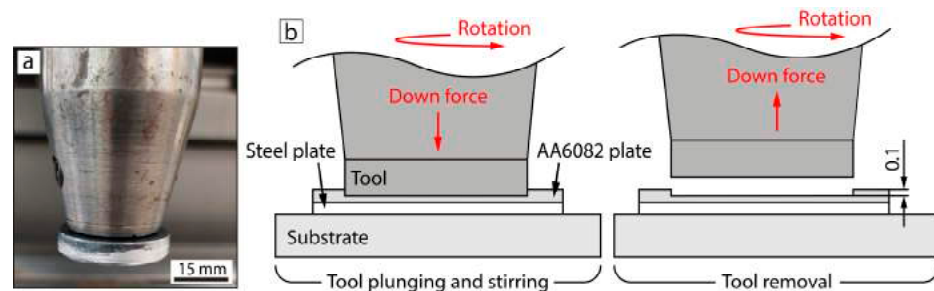 a
15 mm
b
Rotation
Down force
Steel plate
AA6082 plate
Tool
Substrate
Tool plunging and stirring
Rotation
Down force
0.1
Tool removal